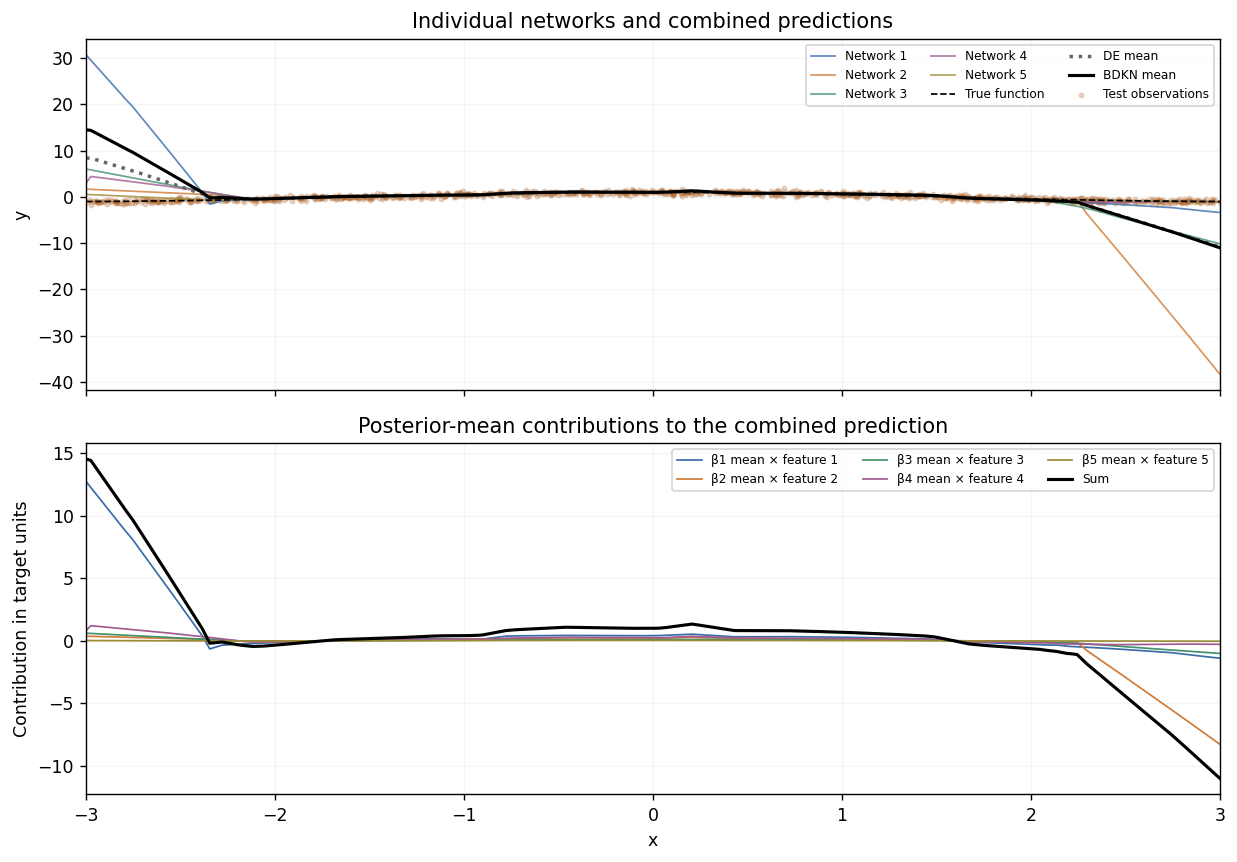 Individual networks and combined predictions
Network 1
Network 2
Network 3
Network 4
Network 5
True function
DE mean
BDKN mean
Test observations
y
30
20
10
0
−10
−20
−30
−40
Posterior-mean contributions to the combined prediction
β1 mean × feature 1
β2 mean × feature 2
β3 mean × feature 3
β4 mean × feature 4
β5 mean × feature 5
Sum
Contribution in target units
15
10
5
0
−5
−10
−3
−2
−1
0
1
2
3
x